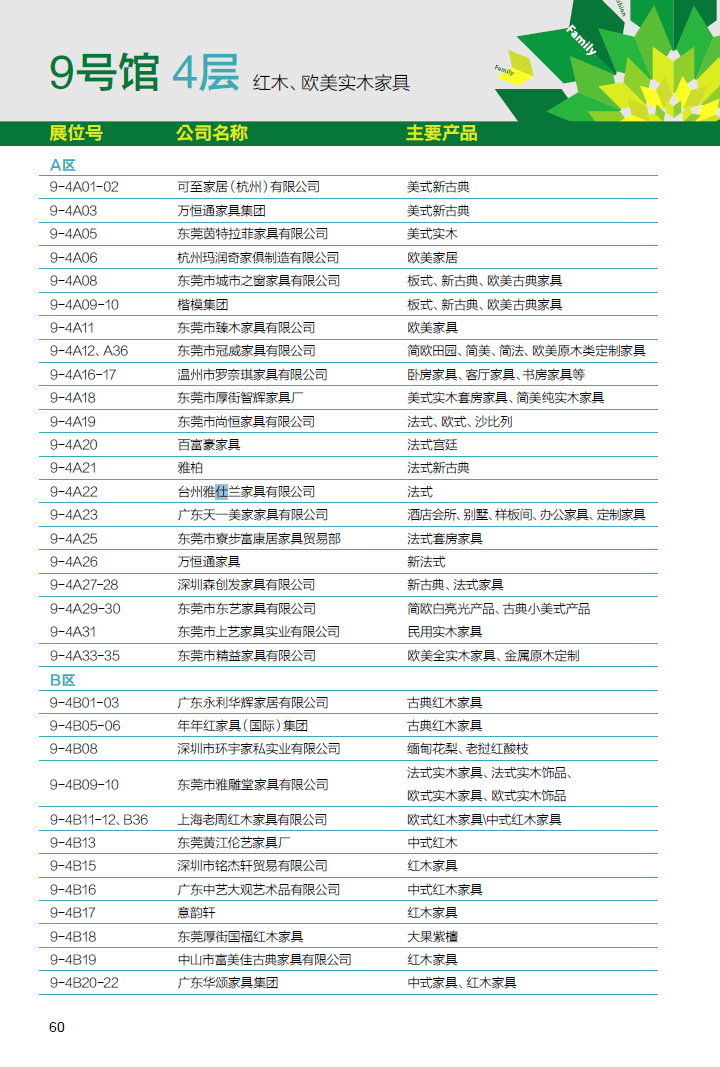 Fashion
Family
Family
9号馆 4层 红木、欧美实木家具
展位号 公司名称 主要产品
A区
9-4A01-02 可至家居（杭州）有限公司 美式新古典
9-4A03 万恒通家具集团 美式新古典
9-4A05 东莞茵特拉菲家具有限公司 美式实木
9-4A06 杭州玛润奇家俱制造有限公司 欧美家居
9-4A08 东莞市城市之窗家具有限公司 板式、新古典、欧美古典家具
9-4A09-10 楷模集团 板式、新古典、欧美古典家具
9-4A11 东莞市臻木家具有限公司 欧美家具
9-4A12、A36 东莞市冠威家具有限公司 简欧田园、简美、简法、欧美原木类定制家具
9-4A16-17 温州市罗奈琪家具有限公司 卧房家具、客厅家具、书房家具等
9-4A18 东莞市厚街智辉家具厂 美式实木套房家具、简美纯实木家具
9-4A19 东莞市尚恒家具有限公司 法式、欧式、沙比列
9-4A20 百富豪家具 法式宫廷
9-4A21 雅柏 法式新古典
9-4A22 台州雅仕兰家具有限公司 法式
9-4A23 广东天一美家家具有限公司 酒店会所、别墅、样板间、办公家具、定制家具
9-4A25 东莞市寮步富康居家具贸易部 法式套房家具
9-4A26 万恒通家具 新法式
9-4A27-28 深圳森创发家具有限公司 新古典、法式家具
9-4A29-30 东莞市东艺家具有限公司 简欧白亮光产品、古典小美式产品
9-4A31 东莞市上艺家具实业有限公司 民用实木家具
9-4A33-35 东莞市精益家具有限公司 欧美全实木家具、金属原木定制
B区
9-4B01-03 广东永利华辉家居有限公司 古典红木家具
9-4B05-06 年年红家具（国际）集团 古典红木家具
9-4B08 深圳市环宇家私实业有限公司 缅甸花梨、老挝红酸枝
9-4B09-10 东莞市雅雕堂家具有限公司 法式实木家具、法式实木饰品、
欧式实木家具、欧式实木饰品
9-4B11-12、B36 上海老周红木家具有限公司 欧式红木家具\中式红木家具
9-4B13 东莞黄江伦艺家具厂 中式红木
9-4B15 深圳市铭杰轩贸易有限公司 红木家具
9-4B16 广东中艺大观艺术品有限公司 中式红木家具
9-4B17 意韵轩 红木家具
9-4B18 东莞厚街国福红木家具 大果紫檀
9-4B19 中山市富美佳古典家具有限公司 红木家具
9-4B20-22 广东华颂家具集团 中式家具、红木家具
60